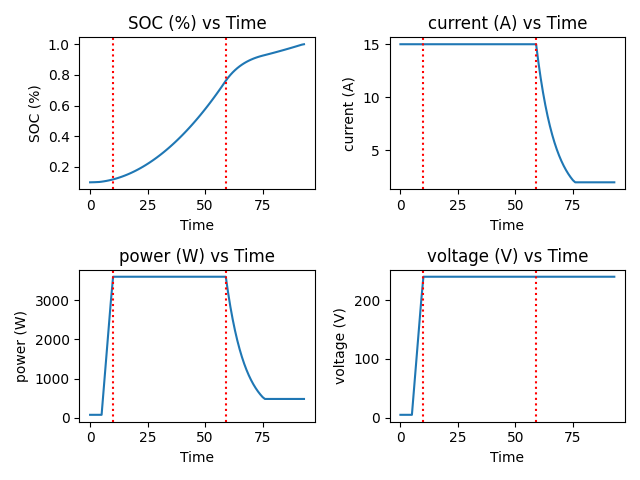 SOC (%) vs Time
SOC (%)
1.0
0.8
0.6
0.4
0.2
0 25 50 75
Time
current (A) vs Time
current (A)
15
10
5
0 25 50 75
Time
power (W) vs Time
power (W)
3000
2000
1000
0
0 25 50 75
Time
voltage (V) vs Time
voltage (V)
200
100
0
0 25 50 75
Time